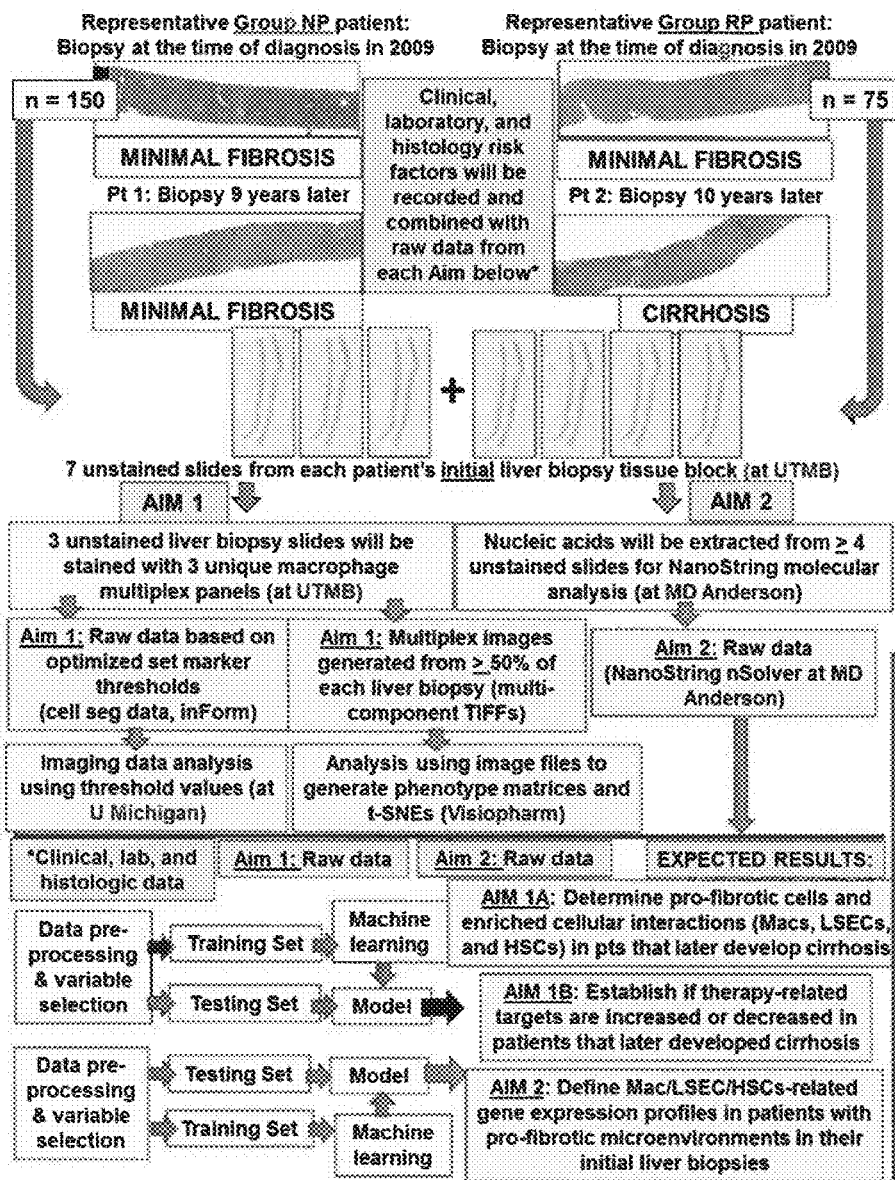 Representative Group NP patient:
Biopsy at the time of diagnosis in 2009
Representative Group RP patient:
Biopsy at the time of diagnosis in 2009
n = 150
n = 75
Clinical,
laboratory, and
histology risk
factors will be
recorded and
combined with
raw data from
each Aim below*
MINIMAL FIBROSIS
MINIMAL FIBROSIS
Pt 1: Biopsy 9 years later
Pt 2: Biopsy 10 years later
MINIMAL FIBROSIS
CIRRHOSIS
+
7 unstained slides from each patient's initial liver biopsy tissue block (at UTMB)
AIM 1
AIM 2
3 unstained liver biopsy slides will be
stained with 3 unique macrophage
multiplex panels (at UTMB)
Nucleic acids will be extracted from ≥ 4
unstained slides for NanoString molecular
analysis (at MD Anderson)
Aim 1: Raw data based on
optimized set marker
thresholds
(cell seg data, inForm)
Aim 1: Multiplex images
generated from ≥ 50% of
each liver biopsy (multi-
component TIFFs)
Aim 2: Raw data
(NanoString nSolver at MD
Anderson)
Imaging data analysis
using threshold values (at
U Michigan)
Analysis using image files to
generate phenotype matrices and
t-SNEs (Visiopharm)
*Clinical, lab, and
histologic data
Aim 1: Raw data
Aim 2: Raw data
EXPECTED RESULTS:
Data pre-
processing
& variable
selection
Training Set
Machine
learning
Testing Set
Model
AIM 1A: Determine pro-fibrotic cells and
enriched cellular interactions (Macs, LSECs,
and HSCs) in pts that later develop cirrhosis
AIM 1B: Establish if therapy-related
targets are increased or decreased in
patients that later developed cirrhosis
Data pre-
processing
& variable
selection
Testing Set
Model
Training Set
Machine
learning
AIM 2: Define Mac/LSEC/HSCs-related
gene expression profiles in patients with
pro-fibrotic microenvironments in their
initial liver biopsies